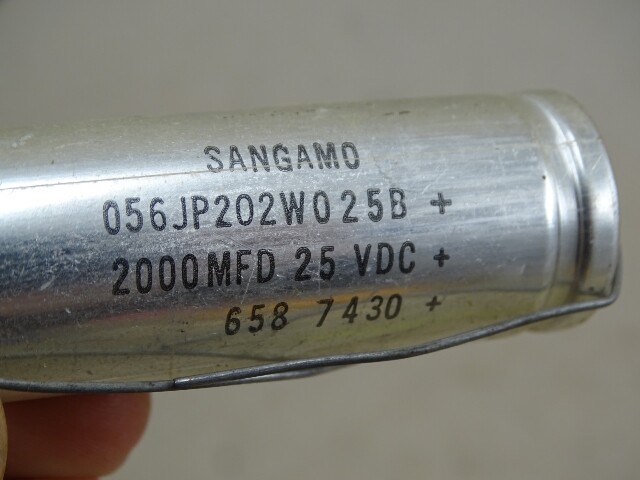 SANGAMO
056JP202W025B +
2000MFD 25 VDC +
658 7430 +